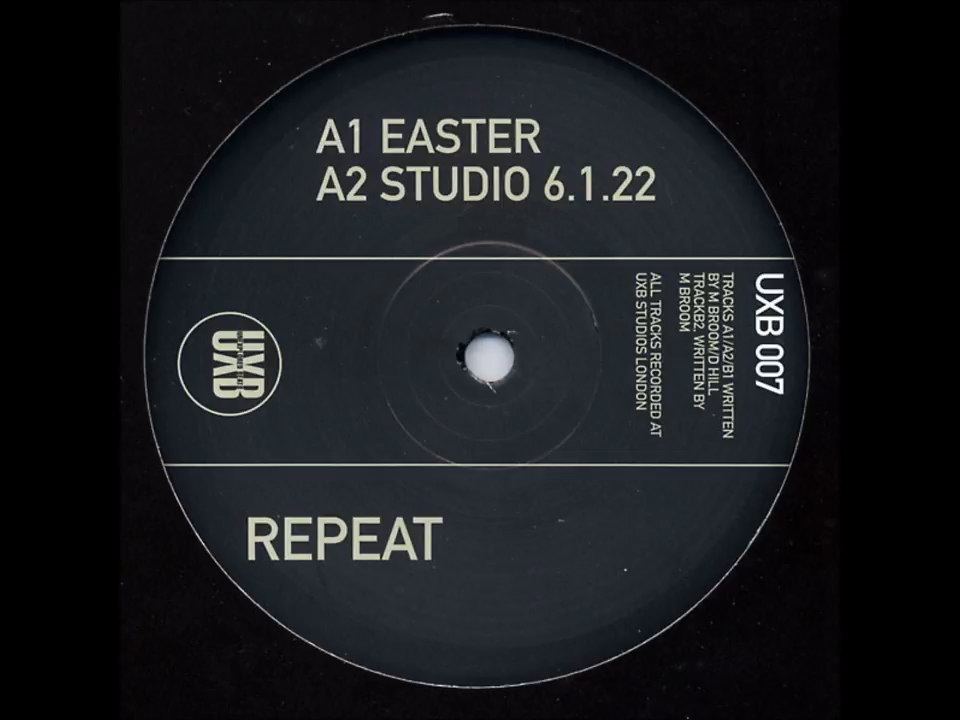 A1 EASTER
A2 STUDIO 6.1.22
UXB 007
TRACKS A1/A2/B1 WRITTEN
BY M BROOM/D HILL
TRACKB2. WRITTEN BY
M BROOM
ALL TRACKS RECORDED AT
UXB STUDIOS LONDON
UXB
REPEAT